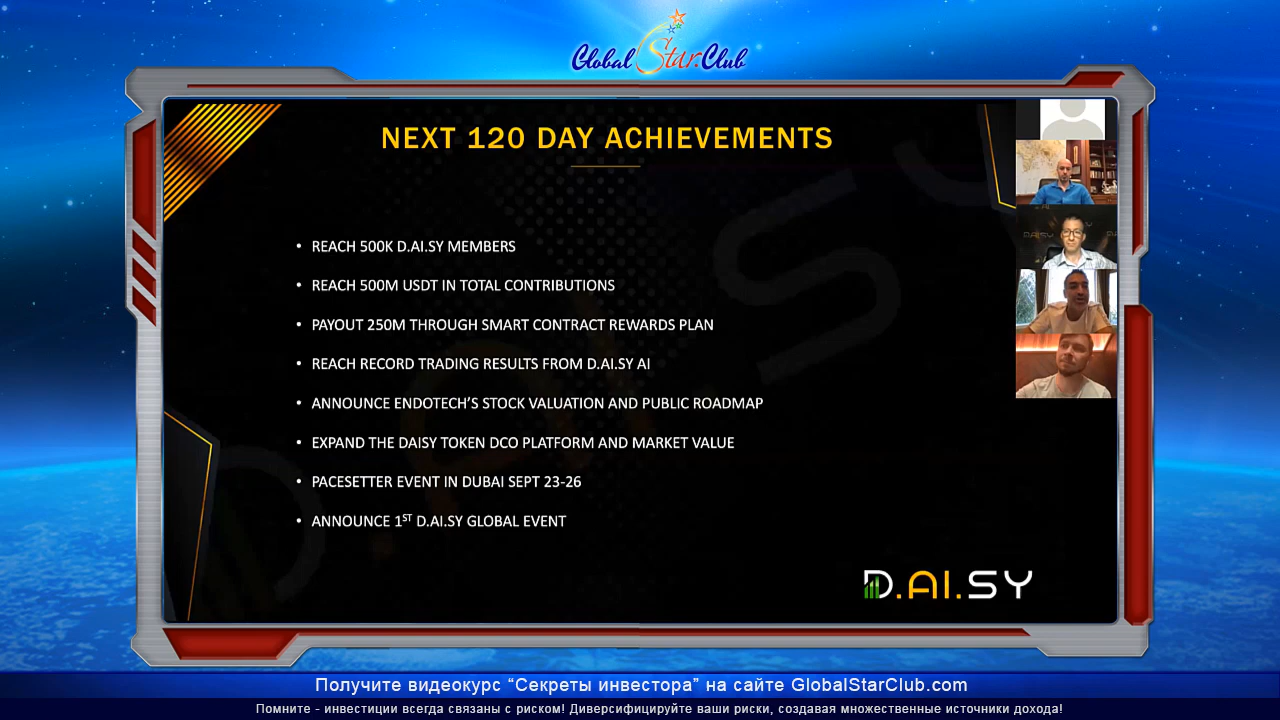 Global Star.Club
NEXT 120 DAY ACHIEVEMENTS
• REACH 500K D.AI.SY MEMBERS
• REACH 500M USDT IN TOTAL CONTRIBUTIONS
• PAYOUT 250M THROUGH SMART CONTRACT REWARDS PLAN
• REACH RECORD TRADING RESULTS FROM D.AI.SY AI
• ANNOUNCE ENDOTECH’S STOCK VALUATION AND PUBLIC ROADMAP
• EXPAND THE DAISY TOKEN DCO PLATFORM AND MARKET VALUE
• PACESETTER EVENT IN DUBAI SEPT 23-26
• ANNOUNCE 1ST D.AI.SY GLOBAL EVENT
D.AI.SY
Получите видеокурс “Секреты инвестора” на сайте GlobalStarClub.com
Помните - инвестиции всегда связаны с риском! Диверсифицируйте ваши риски, создавая множественные источники дохода!